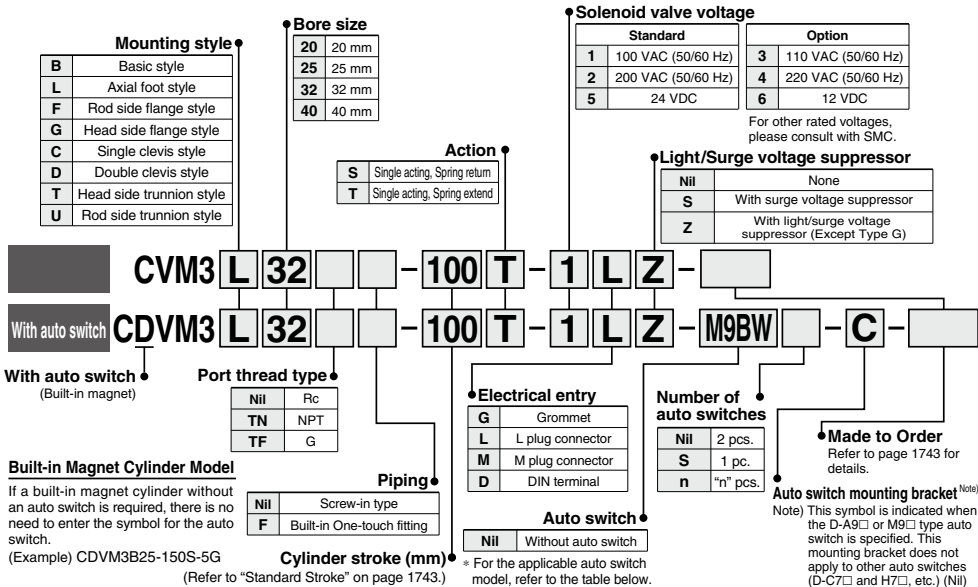 Mounting style
B Basic style
L Axial foot style
F Rod side flange style
G Head side flange style
C Single clevis style
D Double clevis style
T Head side trunnion style
U Rod side trunnion style
Bore size
20 20 mm
25 25 mm
32 32 mm
40 40 mm
Action
S Single acting, Spring return
T Single acting, Spring extend
Solenoid valve voltage
Standard
1 100 VAC (50/60 Hz)
2 200 VAC (50/60 Hz)
5 24 VDC
Option
3 110 VAC (50/60 Hz)
4 220 VAC (50/60 Hz)
6 12 VDC
For other rated voltages,
please consult with SMC.
Light/Surge voltage suppressor
Nil None
S With surge voltage suppressor
Z With light/surge voltage
suppressor (Except Type G)
CVM3 L 32 □ □ - 100 T - 1 L Z - □
With auto switch CDVM3 L 32 □ □ - 100 T - 1 L Z - M9BW □ - C - □
With auto switch
(Built-in magnet)
Built-in Magnet Cylinder Model
If a built-in magnet cylinder without
an auto switch is required, there is no
need to enter the symbol for the auto
switch.
(Example) CDVM3B25-150S-5G
Port thread type
Nil Rc
TN NPT
TF G
Piping
Nil Screw-in type
F Built-in One-touch fitting
Cylinder stroke (mm)
(Refer to "Standard Stroke" on page 1743.)
Electrical entry
G Grommet
L L plug connector
M M plug connector
D DIN terminal
Auto switch
Nil Without auto switch
* For the applicable auto switch
model, refer to the table below.
Number of
auto switches
Nil 2 pcs.
S 1 pc.
n "n" pcs.
Made to Order
Refer to page 1743 for
details.
Auto switch mounting bracket Note)
Note) This symbol is indicated when
the D-A9□ or M9□ type auto
switch is specified. This
mounting bracket does not
apply to other auto switches
(D-C7□ and H7□, etc.) (Nil)